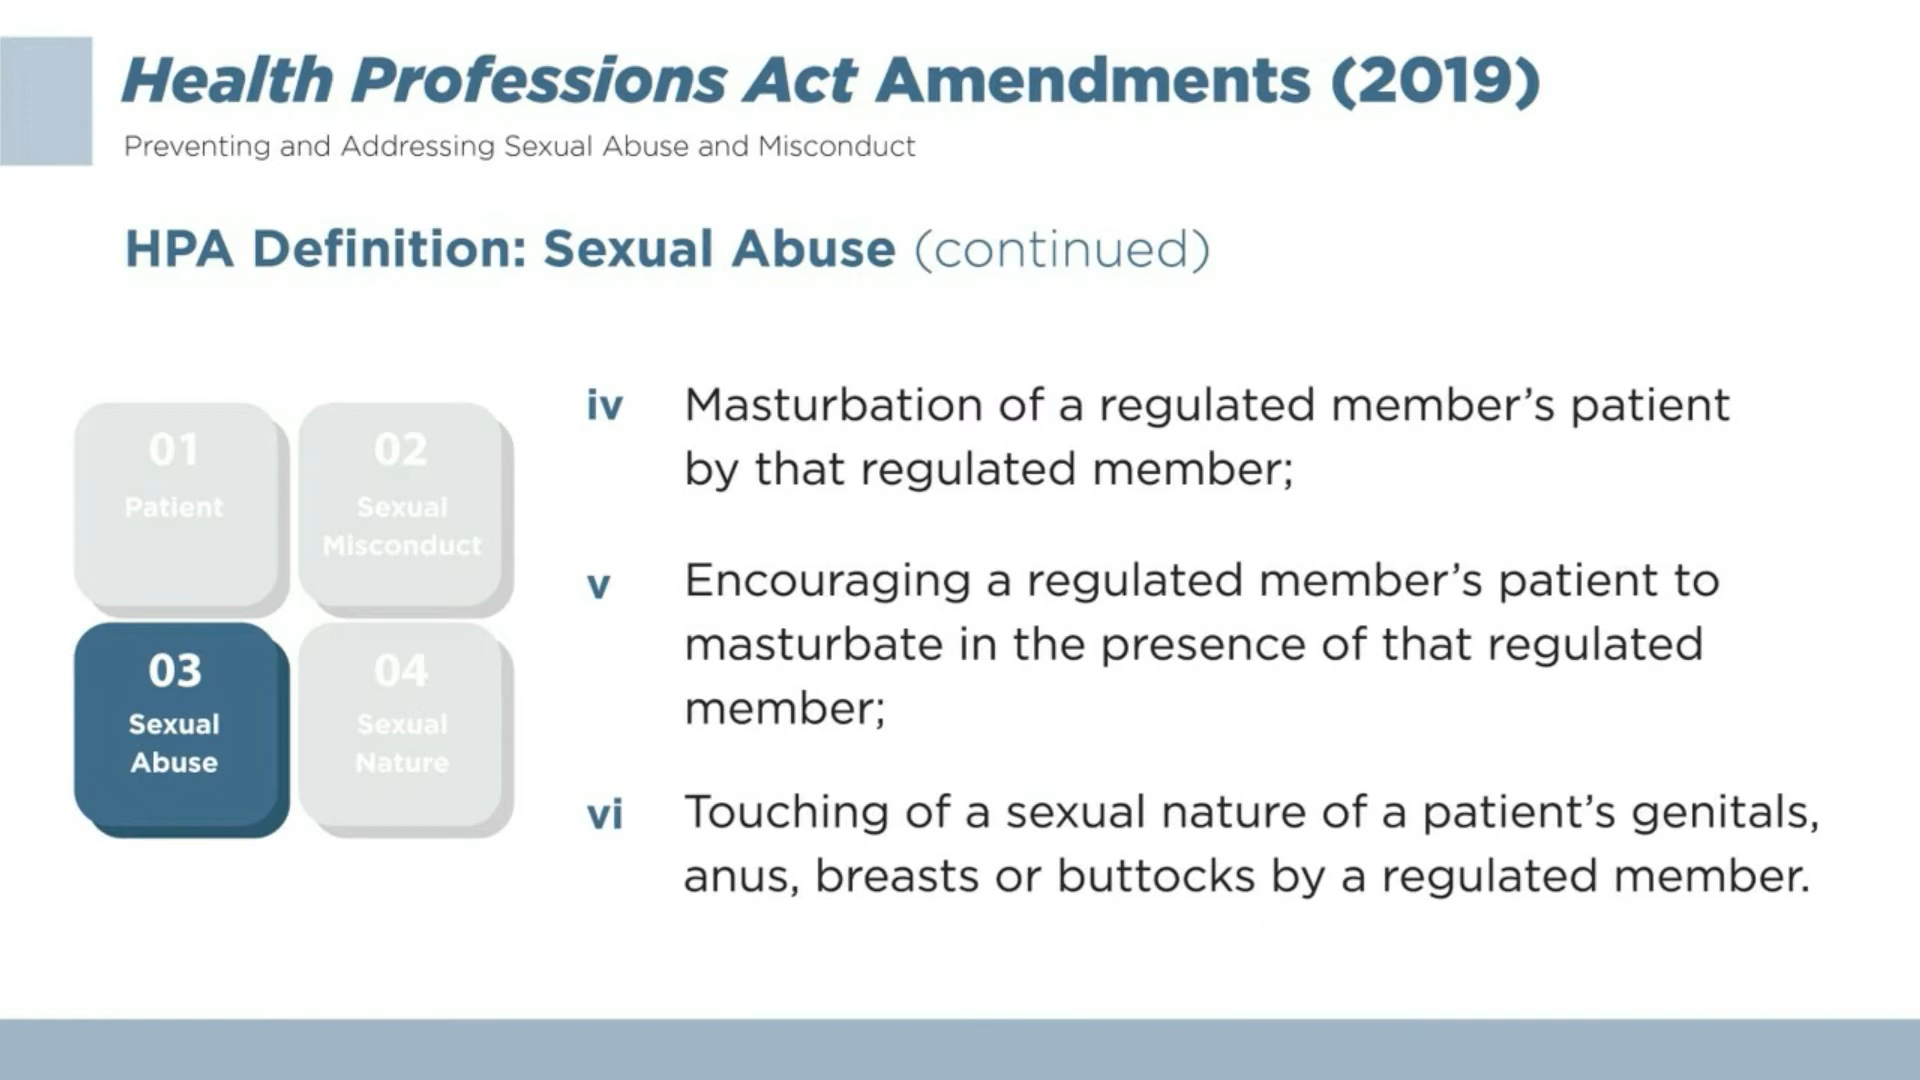 Health Professions Act Amendments (2019)
Preventing and Addressing Sexual Abuse and Misconduct
HPA Definition: Sexual Abuse (continued)
01
Patient
02
Sexual
Misconduct
03
Sexual
Abuse
04
Sexual
Nature
iv Masturbation of a regulated member’s patient
by that regulated member;
v Encouraging a regulated member’s patient to
masturbate in the presence of that regulated
member;
vi Touching of a sexual nature of a patient’s genitals,
anus, breasts or buttocks by a regulated member.